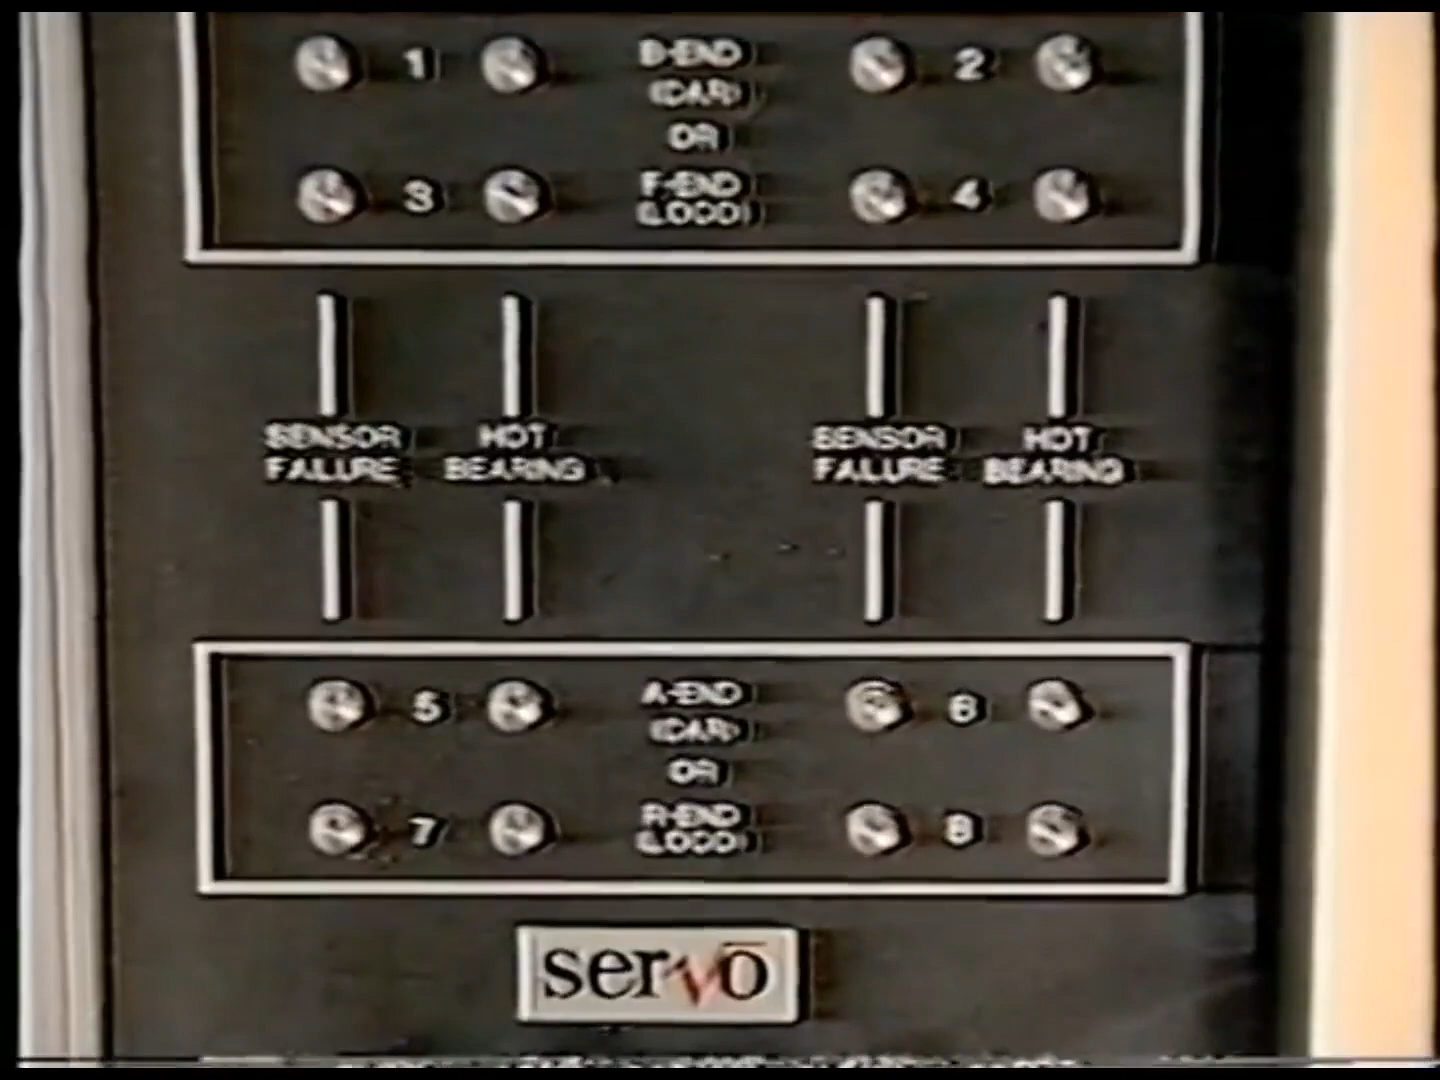 1 B-END 2
(CAR)
OR
3 F-END 4
(LOCO)
SENSOR HOT SENSOR HOT
FAILURE BEARING FAILURE BEARING
5 A-END 6
(CAR)
OR
7 R-END 8
(LOCO)
servo